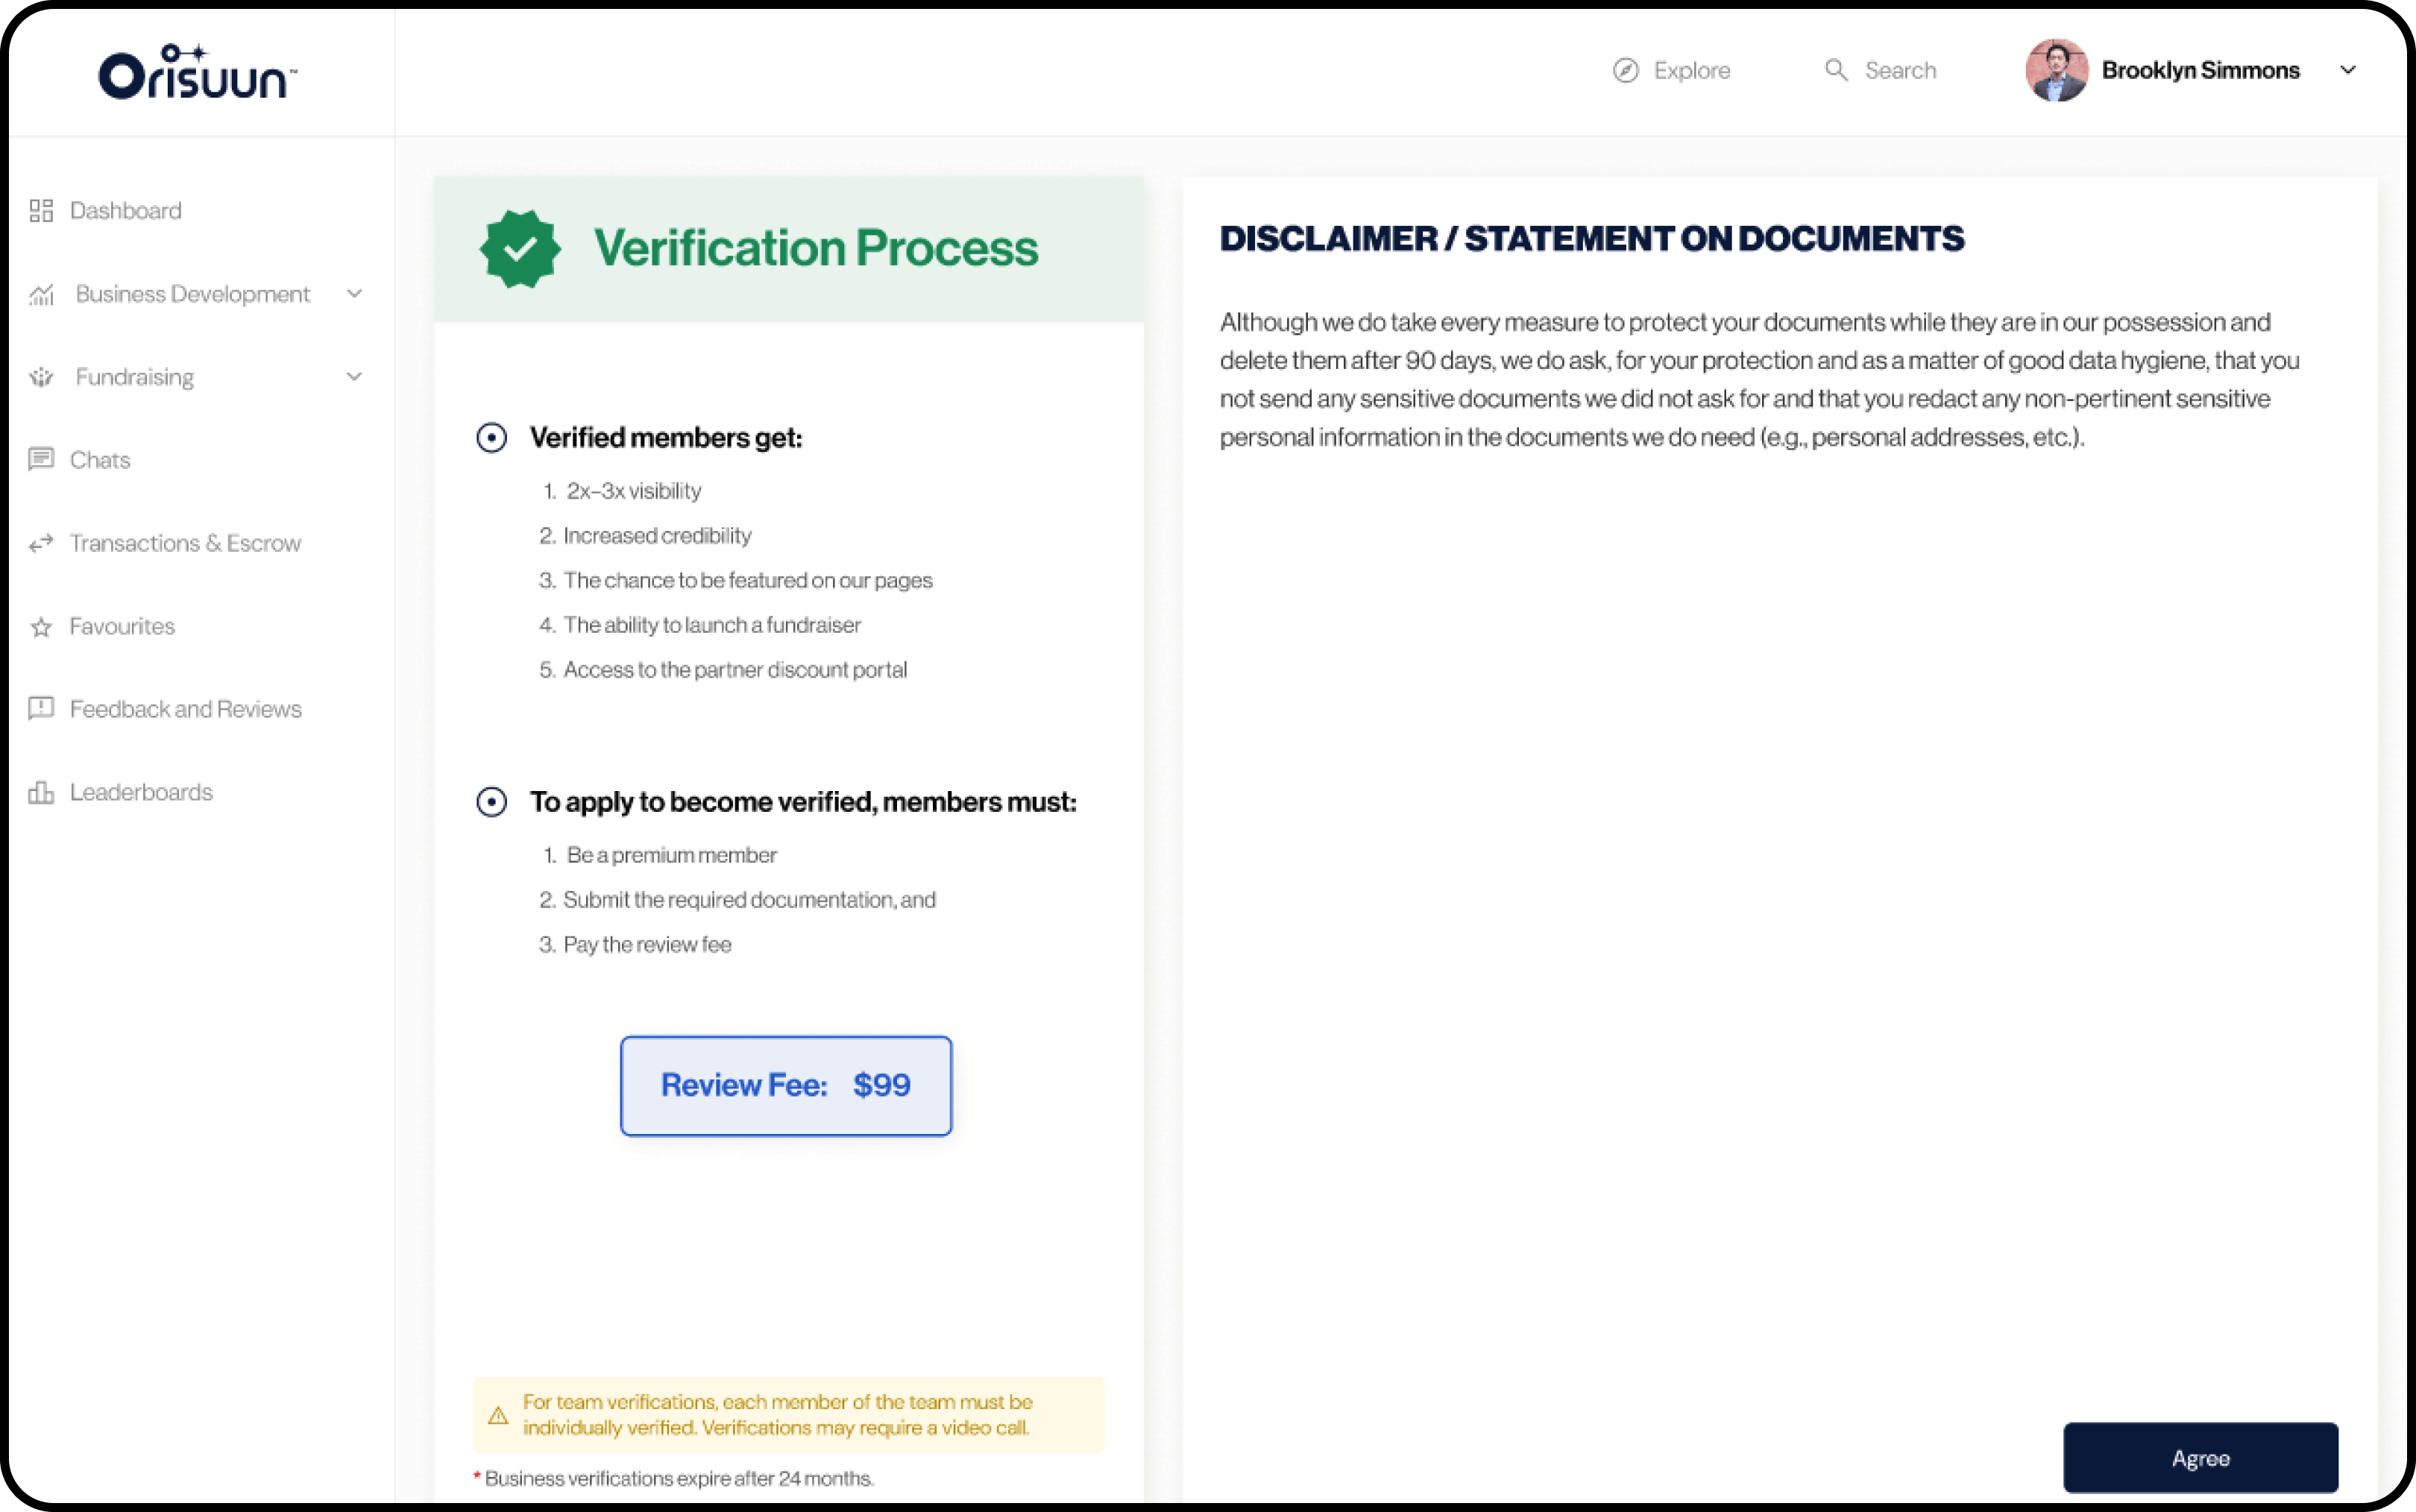 Orisuun™
Explore
Search
Brooklyn Simmons
Dashboard
Business Development
Fundraising
Chats
Transactions & Escrow
Favourites
Feedback and Reviews
Leaderboards
Verification Process
Verified members get:
1. 2x–3x visibility
2. Increased credibility
3. The chance to be featured on our pages
4. The ability to launch a fundraiser
5. Access to the partner discount portal
To apply to become verified, members must:
1. Be a premium member
2. Submit the required documentation, and
3. Pay the review fee
Review Fee: $99
For team verifications, each member of the team must be
individually verified. Verifications may require a video call.
* Business verifications expire after 24 months.
DISCLAIMER / STATEMENT ON DOCUMENTS
Although we do take every measure to protect your documents while they are in our possession and
delete them after 90 days, we do ask, for your protection and as a matter of good data hygiene, that you
not send any sensitive documents we did not ask for and that you redact any non-pertinent sensitive
personal information in the documents we do need (e.g., personal addresses, etc.).
Agree